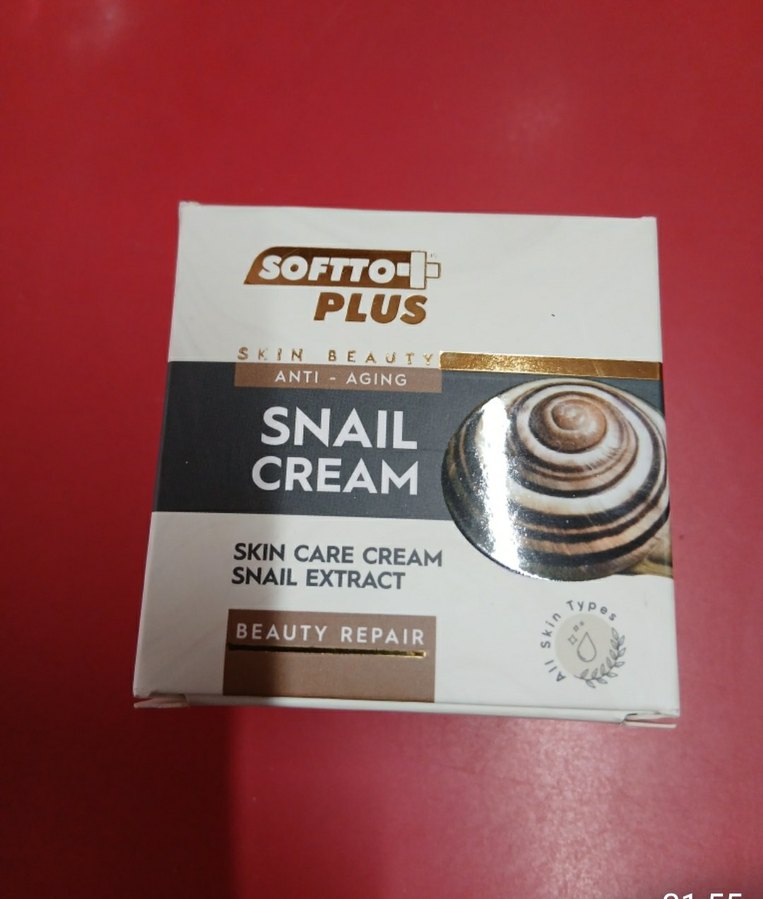 SOFTTO
PLUS
SKIN BEAUTY
ANTI - AGING
SNAIL
CREAM
SKIN CARE CREAM
SNAIL EXTRACT
BEAUTY REPAIR
All Skin Types